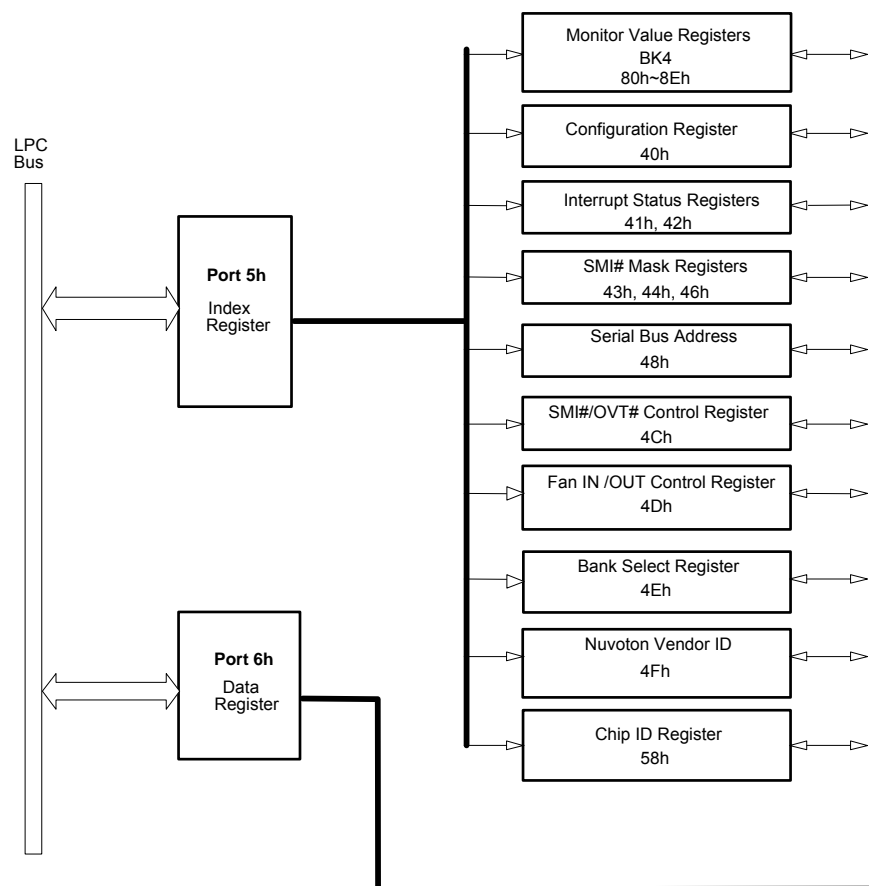 LPC
Bus
Port 5h
Index
Register
Port 6h
Data
Register
Monitor Value Registers
BK4
80h~8Eh
Configuration Register
40h
Interrupt Status Registers
41h, 42h
SMI# Mask Registers
43h, 44h, 46h
Serial Bus Address
48h
SMI#/OVT# Control Register
4Ch
Fan IN /OUT Control Register
4Dh
Bank Select Register
4Eh
Nuvoton Vendor ID
4Fh
Chip ID Register
58h